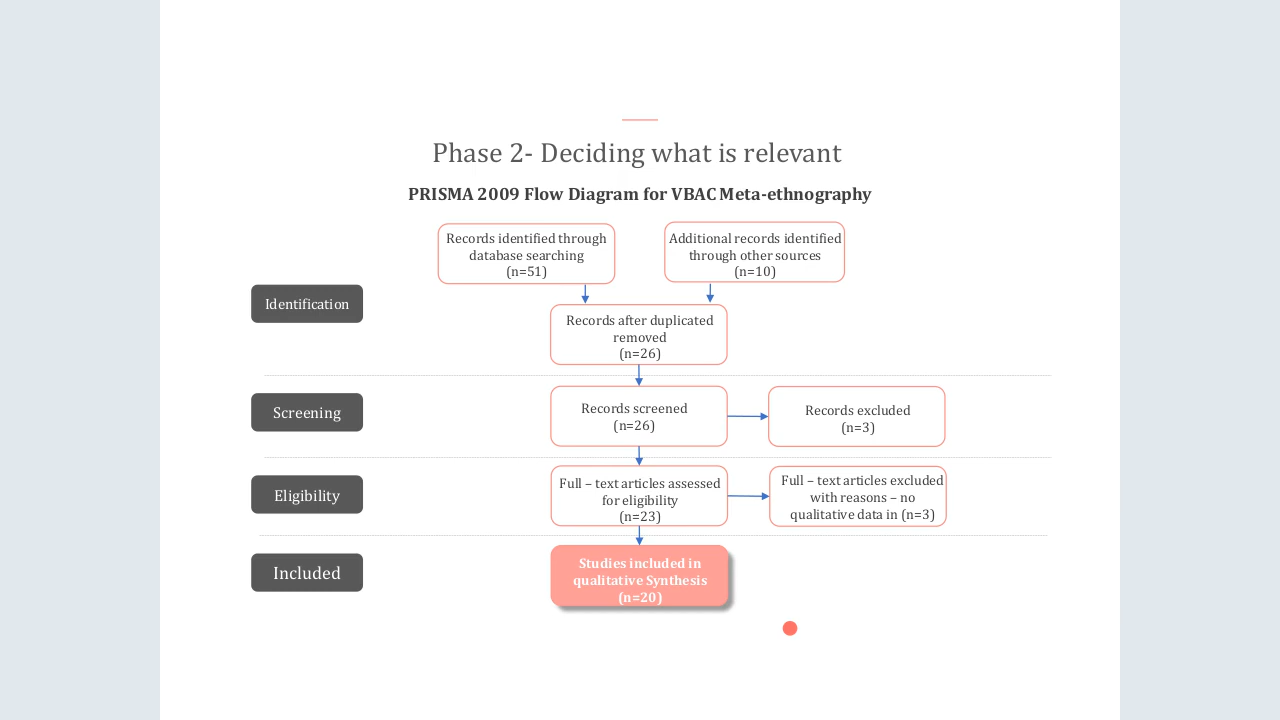 Phase 2- Deciding what is relevant
PRISMA 2009 Flow Diagram for VBAC Meta-ethnography
Records identified through
database searching
(n=51)
Additional records identified
through other sources
(n=10)
Identification
Records after duplicated
removed
(n=26)
Screening
Records screened
(n=26)
Records excluded
(n=3)
Eligibility
Full – text articles assessed
for eligibility
(n=23)
Full – text articles excluded
with reasons – no
qualitative data in (n=3)
Included
Studies included in
qualitative Synthesis
(n=20)